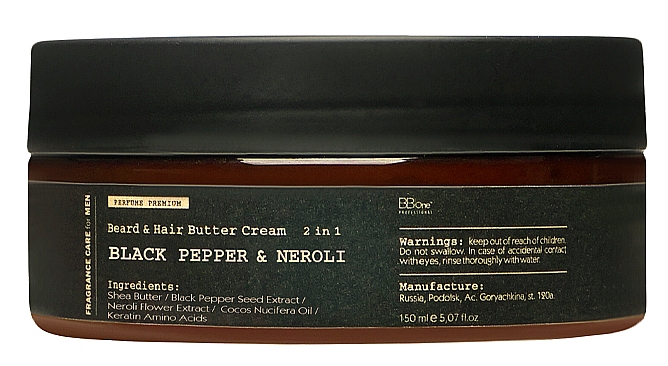 FRAGRANCE CARE for MEN
PERFUME PREMIUM
Beard & Hair Butter Cream 2 in 1
BLACK PEPPER & NEROLI
Ingredients:
Shea Butter / Black Pepper Seed Extract /
Neroli Flower Extract / Cocos Nucifera Oil /
Keratin Amino Acids
BB One
PROFESSIONAL
Warnings: keep out of reach of children.
Do not swallow. In case of accidental contact
with eyes, rinse thoroughly with water.
Manufacture:
Russia, Podolsk, Ac. Goryachkina, st. 120a.
150 ml e 5,07 fl.oz